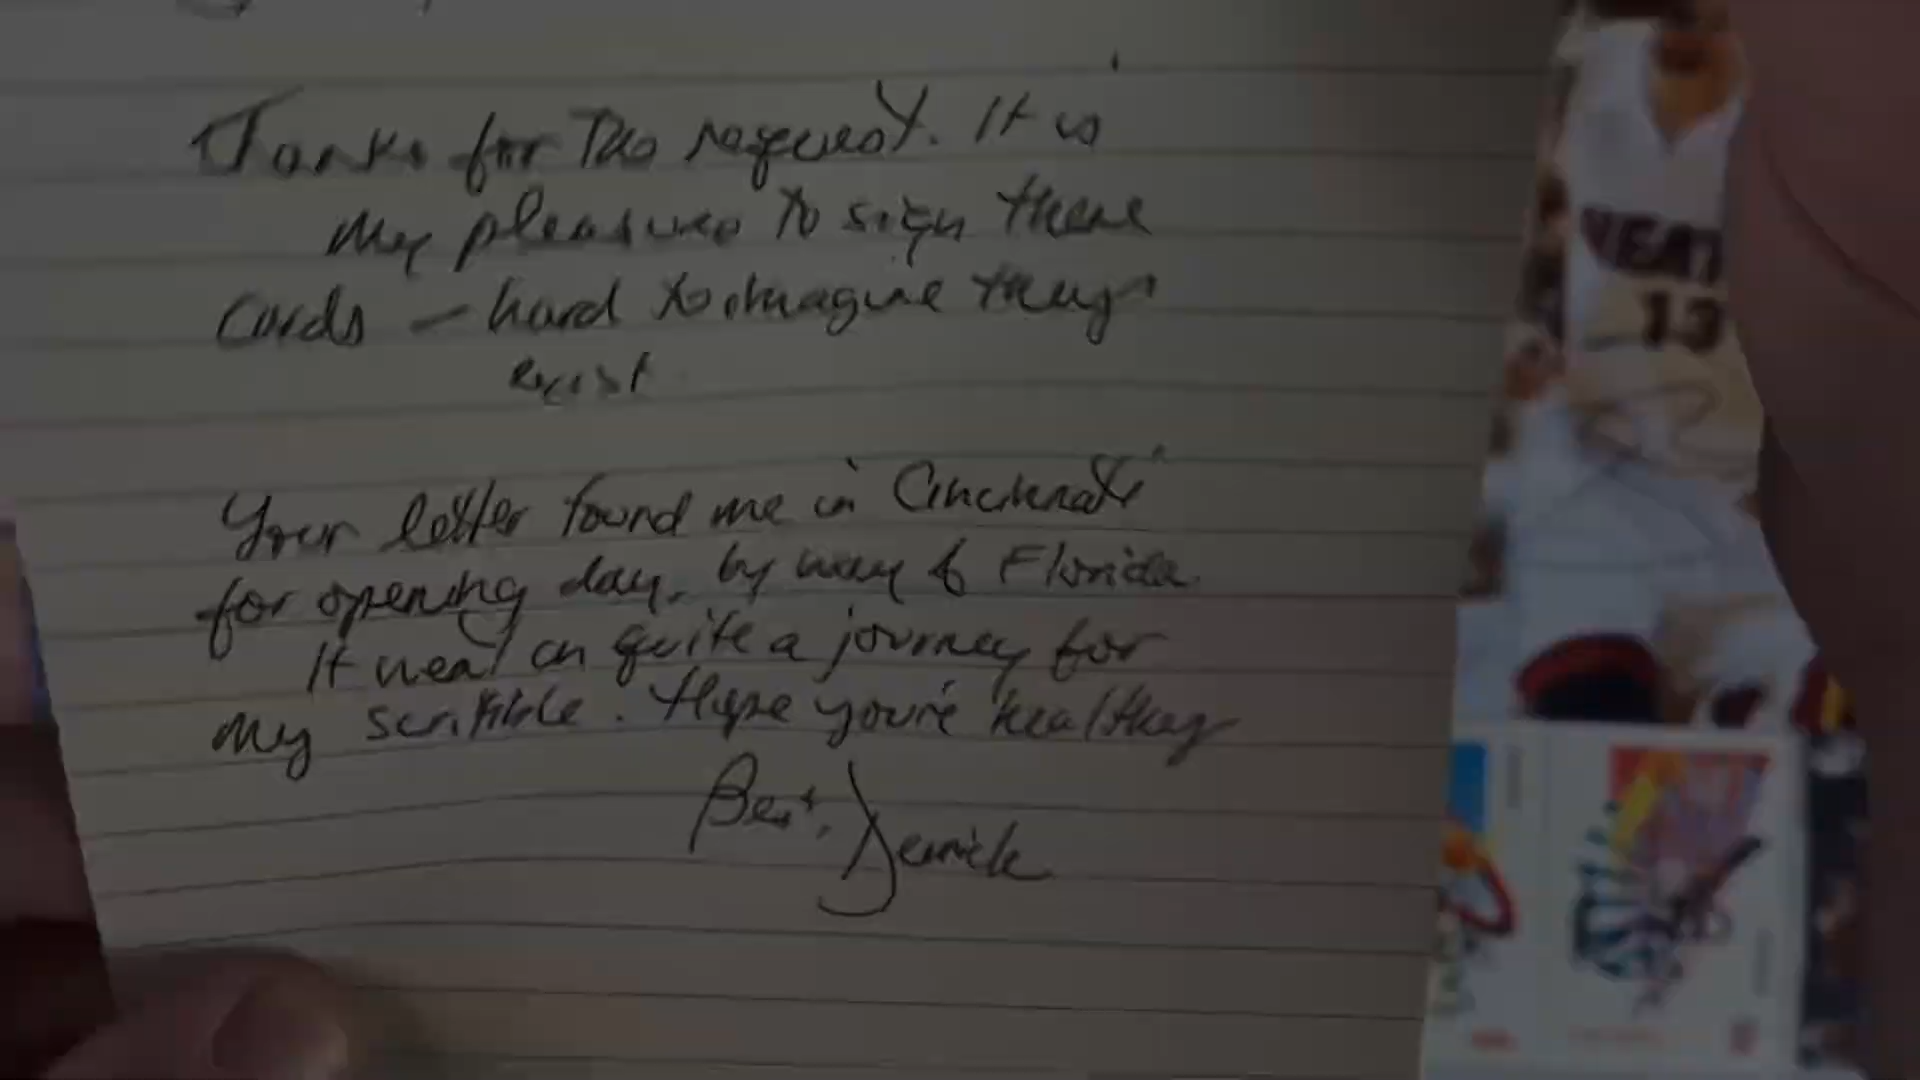 Thanks for the request. It is
my pleasure to sign these
cards — hard to imagine they
exist
Your letter found me in Cincinnati
for opening day, by way of Florida.
It went on quite a journey for
my scribble. Hope you're healthy
Best, Derrick
HEAT
13